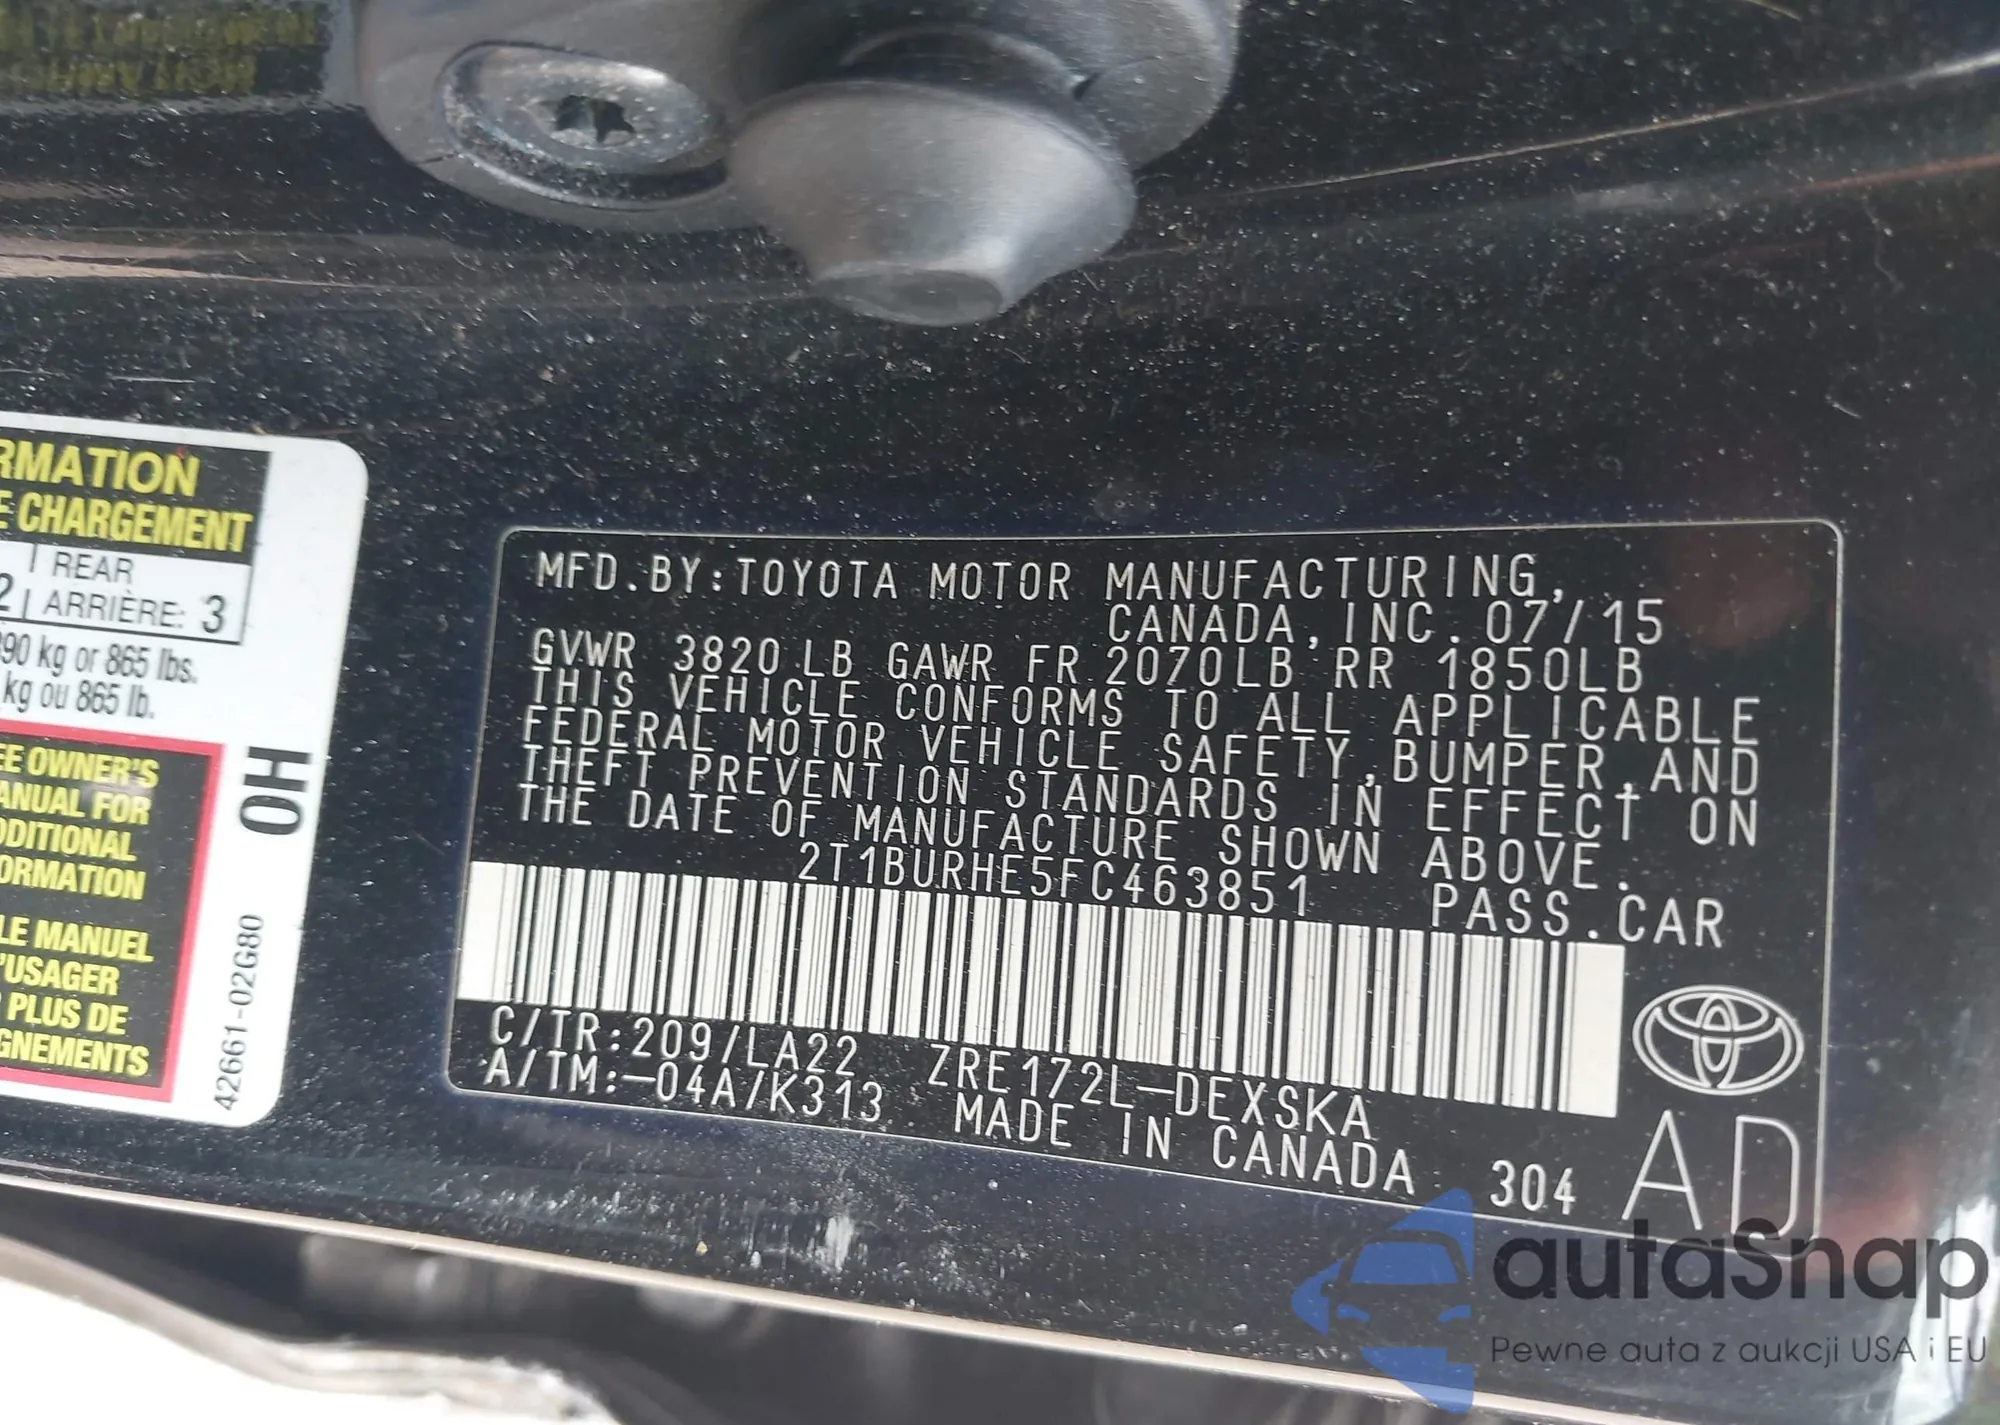 RMATION
E CHARGEMENT
REAR
2 ARRIÈRE: 3
390 kg or 865 lbs.
kg ou 865 lb.
EE OWNER'S
ANUAL FOR
DDITIONAL
ORMATION
LE MANUEL
'USAGER
PLUS DE
GNEMENTS
OH
42661-02G80
MFD.BY:TOYOTA MOTOR MANUFACTURING,
CANADA, INC. 07/15
GVWR 3820 LB GAWR FR 2070LB RR 1850LB
THIS VEHICLE CONFORMS TO ALL APPLICABLE
FEDERAL MOTOR VEHICLE SAFETY, BUMPER, AND
THEFT PREVENTION STANDARDS IN EFFECT ON
THE DATE OF MANUFACTURE SHOWN ABOVE.
2T1BURHE5FC463851 PASS.CAR
C/TR:209/LA22 ZRE172L-DEXSKA
A/TM:-04A/K313 MADE IN CANADA 304
AD
autaSnap
Pewne auta z aukcji USA i EU